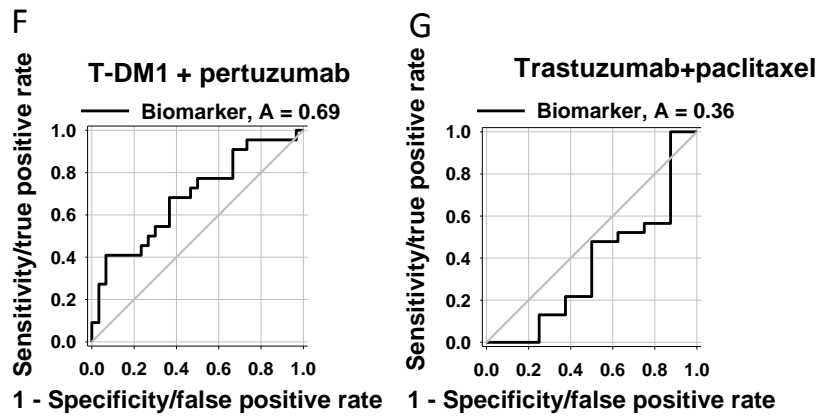 F
T-DM1 + pertuzumab
Biomarker, A = 0.69
Sensitivity/true positive rate
1.0
0.8
0.6
0.4
0.2
0.0
0.0 0.2 0.4 0.6 0.8 1.0
1 - Specificity/false positive rate
G
Trastuzumab+paclitaxel
Biomarker, A = 0.36
Sensitivity/true positive rate
1.0
0.8
0.6
0.4
0.2
0.0
0.0 0.2 0.4 0.6 0.8 1.0
1 - Specificity/false positive rate